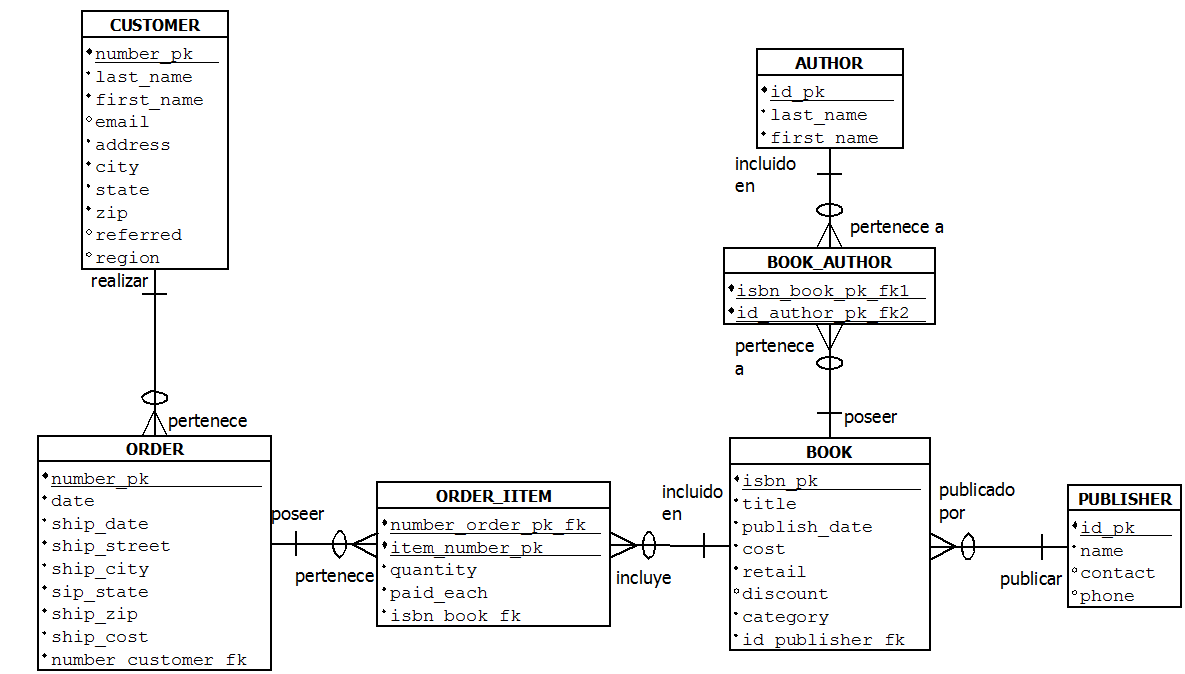 CUSTOMER
number_pk
last_name
first_name
email
address
city
state
zip
referred
region
realizar
pertenece
ORDER
number_pk
date
ship_date
ship_street
ship_city
sip_state
ship_zip
ship_cost
number_customer_fk
poseer
pertenece
ORDER_IITEM
number_order_pk_fk
item_number_pk
quantity
paid_each
isbn_book_fk
incluido
en
incluye
AUTHOR
id_pk
last_name
first_name
incluido
en
pertenece a
BOOK_AUTHOR
isbn_book_pk_fk1
id_author_pk_fk2
pertenece
a
poseer
BOOK
isbn_pk
title
publish_date
cost
retail
discount
category
id_publisher_fk
publicado
por
publicar
PUBLISHER
id_pk
name
contact
phone